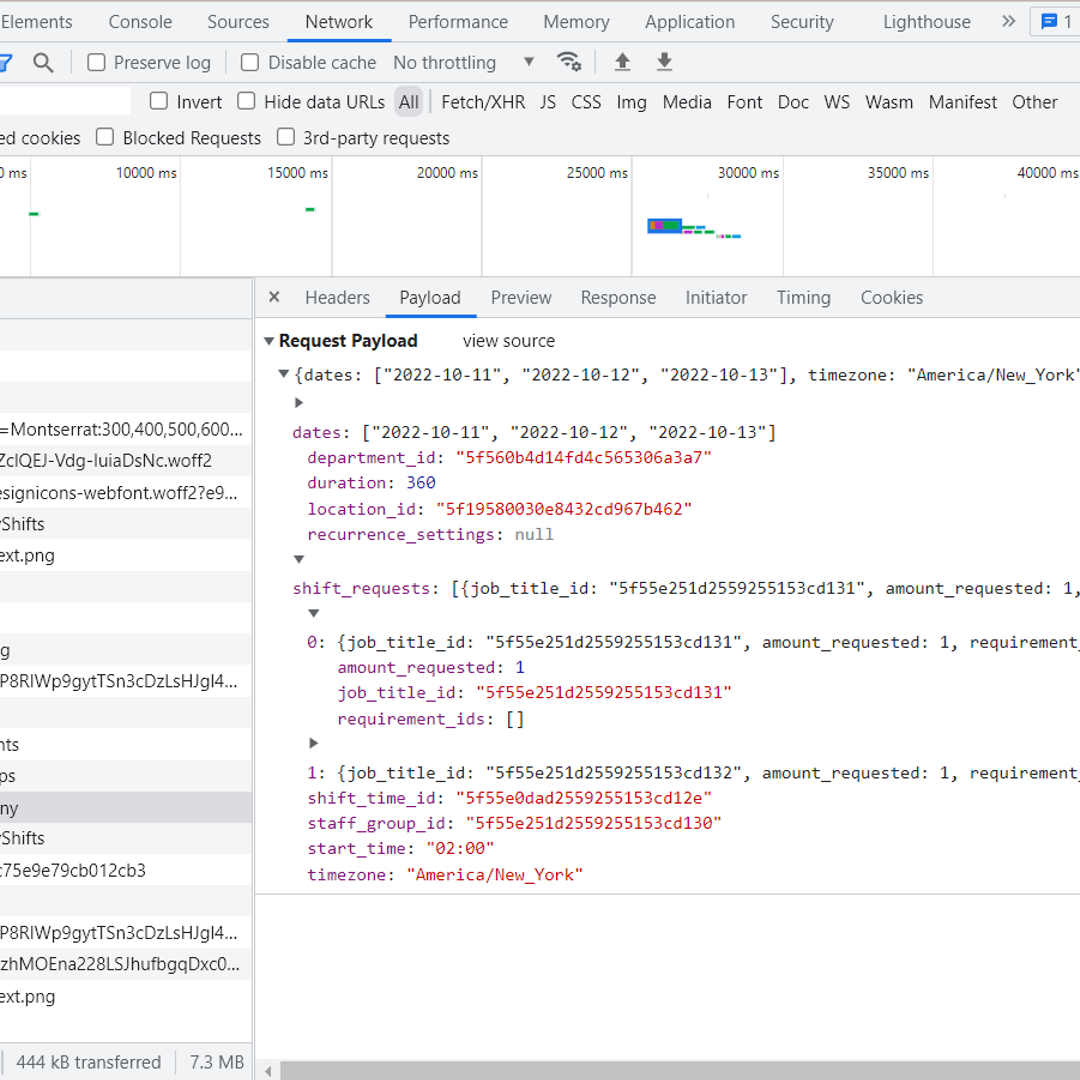 Elements Console Sources Network Performance Memory Application Security Lighthouse » 1
Preserve log Disable cache No throttling
Invert Hide data URLs All Fetch/XHR JS CSS Img Media Font Doc WS Wasm Manifest Other
ed cookies Blocked Requests 3rd-party requests
0 ms 10000 ms 15000 ms 20000 ms 25000 ms 30000 ms 35000 ms 40000 ms
× Headers Payload Preview Response Initiator Timing Cookies
Request Payload view source
{dates: ["2022-10-11", "2022-10-12", "2022-10-13"], timezone: "America/New_York"
dates: ["2022-10-11", "2022-10-12", "2022-10-13"]
department_id: "5f560b4d14fd4c565306a3a7"
duration: 360
location_id: "5f19580030e8432cd967b462"
recurrence_settings: null
shift_requests: [{job_title_id: "5f55e251d2559255153cd131", amount_requested: 1,
0: {job_title_id: "5f55e251d2559255153cd131", amount_requested: 1, requirement_
amount_requested: 1
job_title_id: "5f55e251d2559255153cd131"
requirement_ids: []
1: {job_title_id: "5f55e251d2559255153cd132", amount_requested: 1, requirement_
shift_time_id: "5f55e0dad2559255153cd12e"
staff_group_id: "5f55e251d2559255153cd130"
start_time: "02:00"
timezone: "America/New_York"
=Montserrat:300,400,500,600...
ZclQEJ-Vdg-IuiaDsNc.woff2
esignicons-webfont.woff2?e9...
Shifts
ext.png
g
P8RIWp9gytTSn3cDzLsHJgI4...
nts
ps
ny
Shifts
c75e9e79cb012cb3
P8RIWp9gytTSn3cDzLsHJgI4...
zhMOEna228LSJhufbgqDxc0...
ext.png
444 kB transferred 7.3 MB